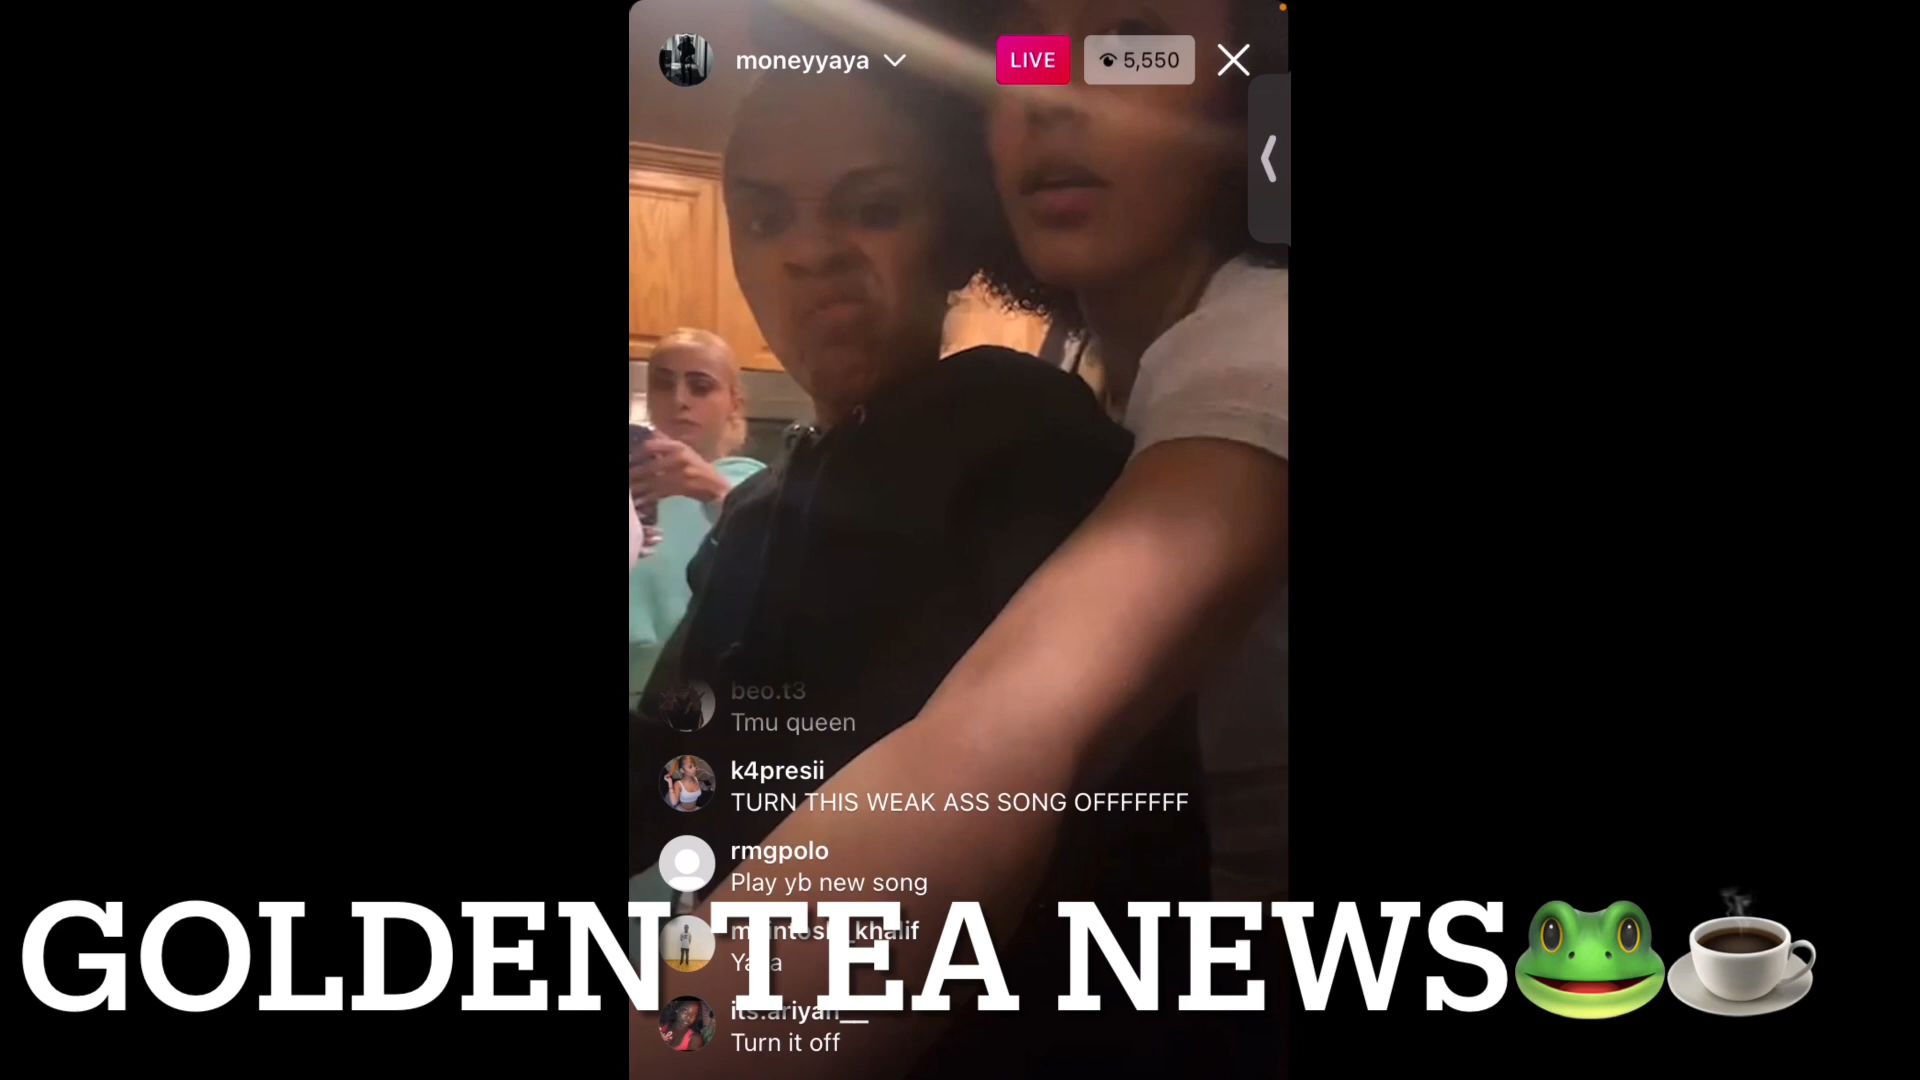 moneyyaya
LIVE
5,550
beo.t3
Tmu queen
k4presii
TURN THIS WEAK ASS SONG OFFFFFFF
rmgpolo
Play yb new song
GOLDEN TEA NEWS🐸☕
Turn it off